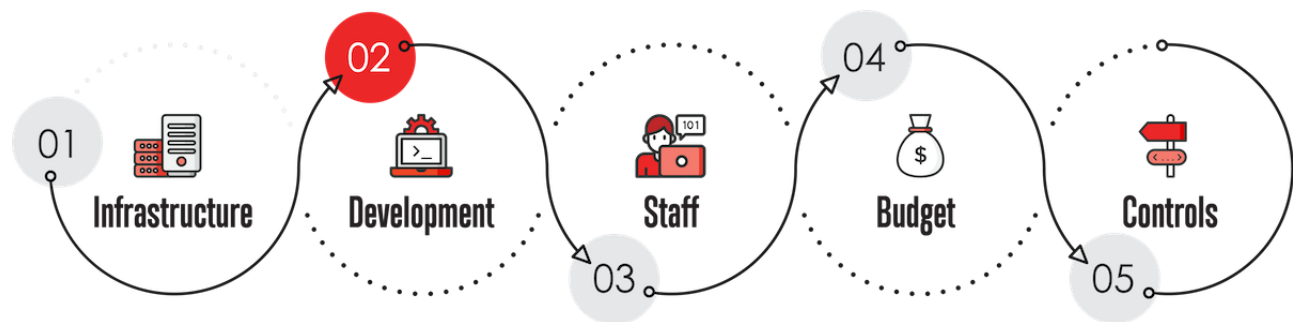 01
Infrastructure
02
>_
Development
03
101
Staff
04
$
Budget
05
<...>
Controls